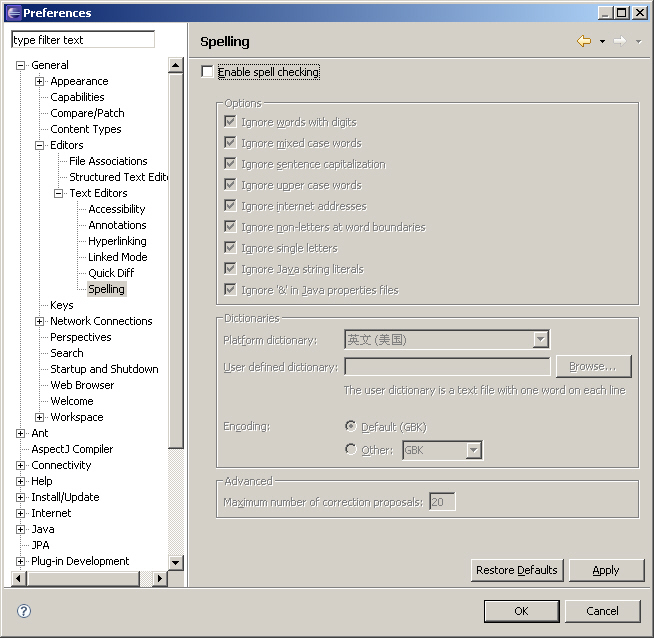 Preferences
type filter text
General
Appearance
Capabilities
Compare/Patch
Content Types
Editors
File Associations
Structured Text Edit
Text Editors
Accessibility
Annotations
Hyperlinking
Linked Mode
Quick Diff
Spelling
Keys
Network Connections
Perspectives
Search
Startup and Shutdown
Web Browser
Welcome
Workspace
Ant
AspectJ Compiler
Connectivity
Help
Install/Update
Internet
Java
JPA
Plug-in Development
Spelling
Enable spell checking
Options
Ignore words with digits
Ignore mixed case words
Ignore sentence capitalization
Ignore upper case words
Ignore internet addresses
Ignore non-letters at word boundaries
Ignore single letters
Ignore Java string literals
Ignore '&' in Java properties files
Dictionaries
Platform dictionary: 英文 (美国)
User defined dictionary: Browse...
The user dictionary is a text file with one word on each line
Encoding: Default (GBK)
Other: GBK
Advanced
Maximum number of correction proposals: 20
Restore Defaults Apply
? OK Cancel